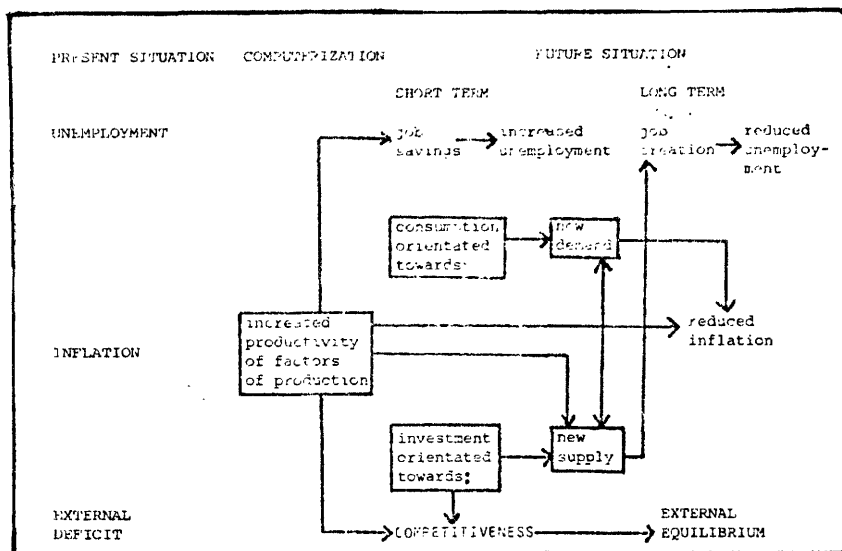 PRESENT SITUATION COMPUTERIZATION FUTURE SITUATION
SHORT TERM LONG TERM
UNEMPLOYMENT job increased job reduced
savings unemployment creation unemploy-
ment
consumption new
orientated demand
towards:
increased reduced
productivity inflation
INFLATION of factors
of production
investment new
orientated supply
towards:
EXTERNAL EXTERNAL
DEFICIT COMPETITIVENESS EQUILIBRIUM